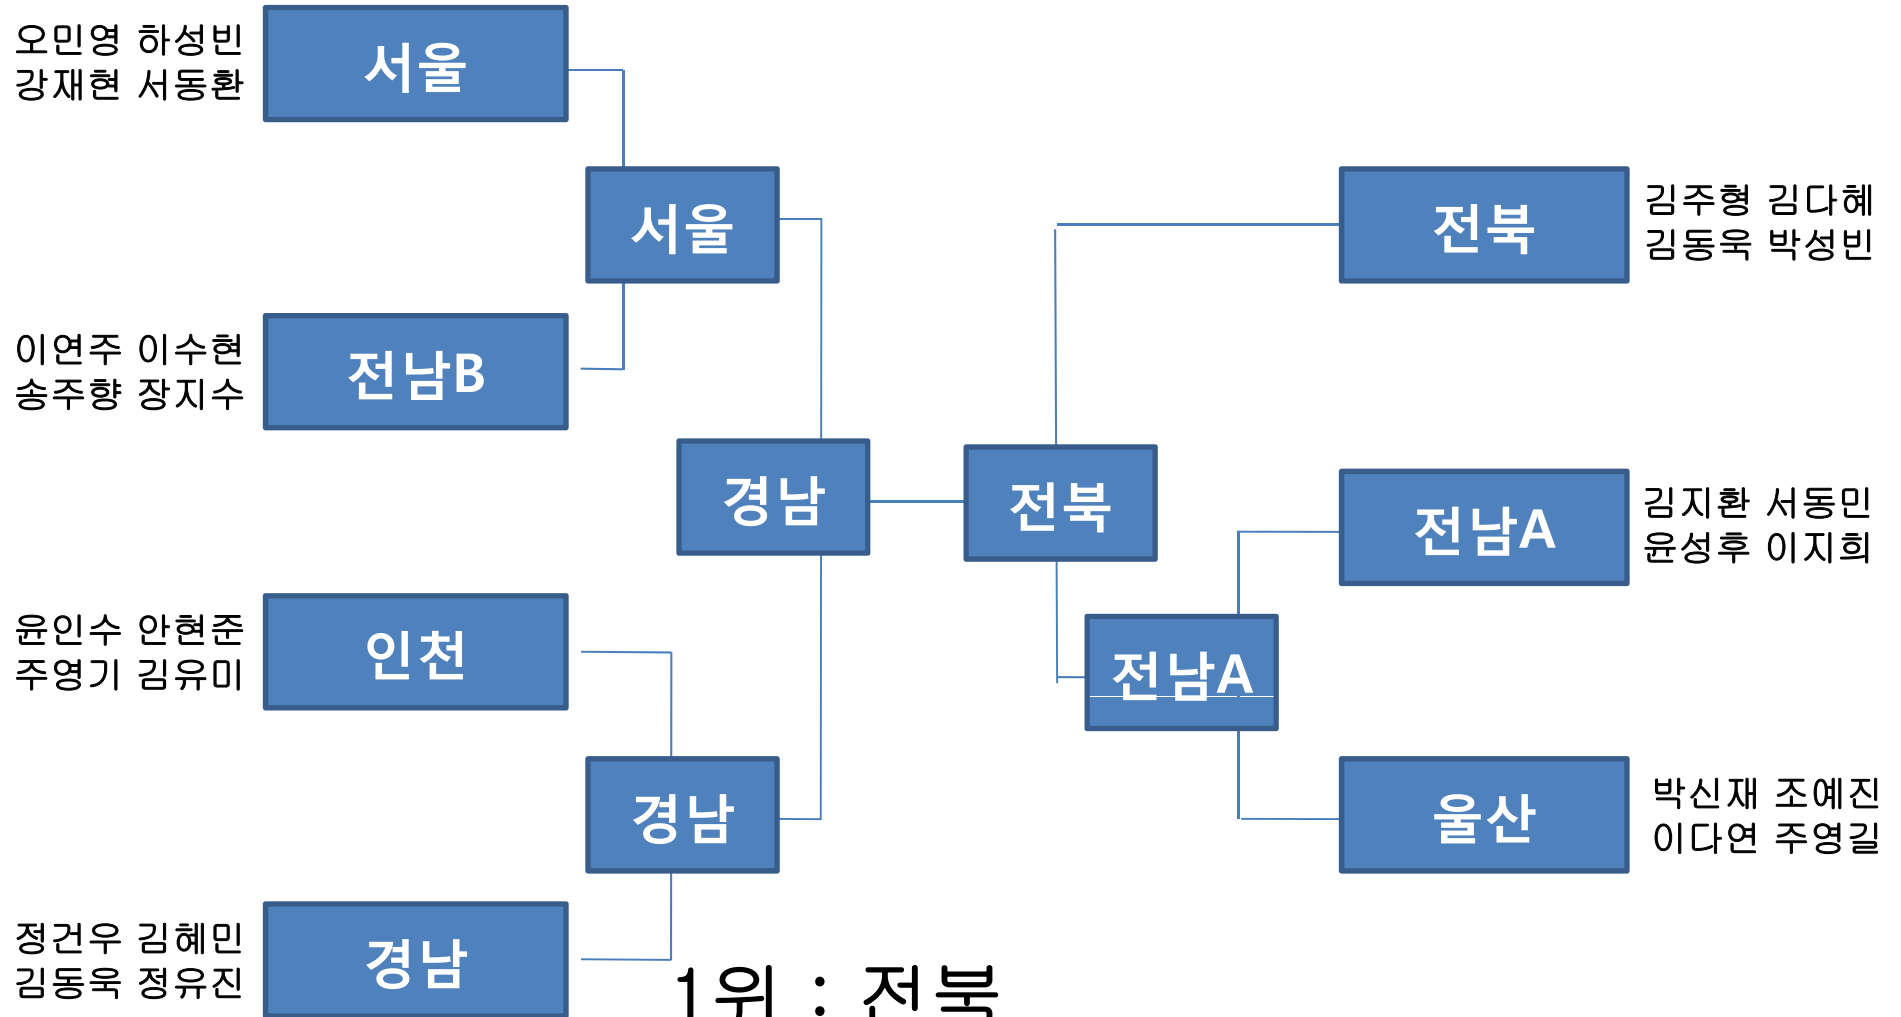 오민영 하성빈
강재현 서동환
서울
서울
이연주 이수현
송주향 장지수
전남B
경남
윤인수 안현준
주영기 김유미
인천
경남
정건우 김혜민
김동욱 정유진
경남
전북
김주형 김다혜
김동욱 박성빈
전북
전남A
김지환 서동민
윤성후 이지희
전남A
울산
박신재 조예진
이다연 주영길
1위 : 전북